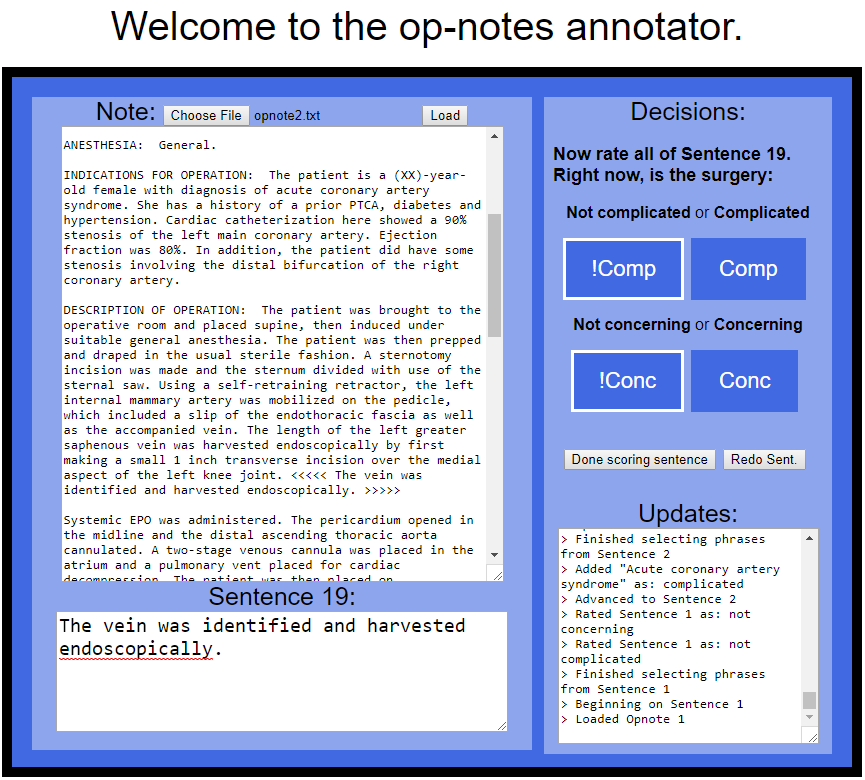 Welcome to the op-notes annotator.
Note: Choose File opnote2.txt Load
ANESTHESIA:  General.
INDICATIONS FOR OPERATION:  The patient is a (XX)-year-
old female with diagnosis of acute coronary artery
syndrome. She has a history of a prior PTCA, diabetes and
hypertension. Cardiac catheterization here showed a 90%
stenosis of the left main coronary artery. Ejection
fraction was 80%. In addition, the patient did have some
stenosis involving the distal bifurcation of the right
coronary artery.
DESCRIPTION OF OPERATION:  The patient was brought to the
operative room and placed supine, then induced under
suitable general anesthesia. The patient was then prepped
and draped in the usual sterile fashion. A sternotomy
incision was made and the sternum divided with use of the
sternal saw. Using a self-retraining retractor, the left
internal mammary artery was mobilized on the pedicle,
which included a slip of the endothoracic fascia as well
as the accompanied vein. The length of the left greater
saphenous vein was harvested endoscopically by first
making a small 1 inch transverse incision over the medial
aspect of the left knee joint. <<<<< The vein was
identified and harvested endoscopically. >>>>>
Systemic EPO was administered. The pericardium opened in
the midline and the distal ascending thoracic aorta
cannulated. A two-stage venous cannula was placed in the
atrium and a pulmonary vent placed for cardiac
decompression. The patient was then placed on
Sentence 19:
The vein was identified and harvested
endoscopically.
Decisions:
Now rate all of Sentence 19.
Right now, is the surgery:
Not complicated or Complicated
!Comp Comp
Not concerning or Concerning
!Conc Conc
Done scoring sentence Redo Sent.
Updates:
> Finished selecting phrases
from Sentence 2
> Added "Acute coronary artery
syndrome" as: complicated
> Advanced to Sentence 2
> Rated Sentence 1 as: not
concerning
> Rated Sentence 1 as: not
complicated
> Finished selecting phrases
from Sentence 1
> Beginning on Sentence 1
> Loaded Opnote 1